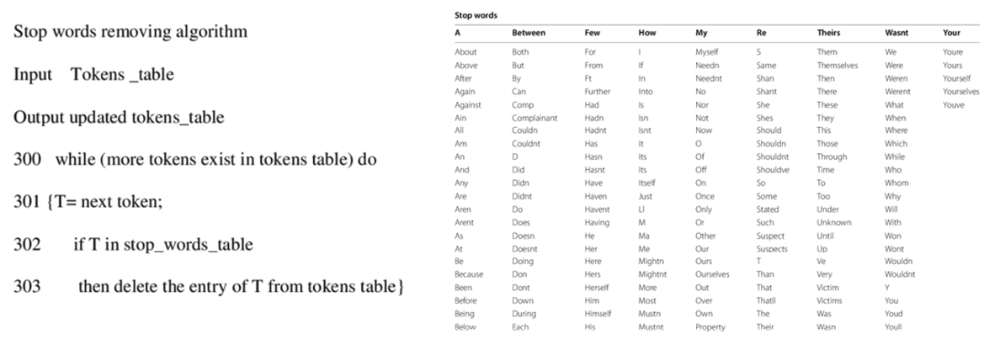 Stop words removing algorithm
Input Tokens _table
Output updated tokens_table
300 while (more tokens exist in tokens table) do
301 {T= next token;
302 if T in stop_words_table
303 then delete the entry of T from tokens table}
Stop words
A Between Few How My Re Theirs Wasnt Your
About Both For I Myself S Them We Youre
Above But From If Needn Same Themselves Were Yours
After By Ft In Neednt Shan Then Weren Yourself
Again Can Further Into No Shant There Werent Yourselves
Against Comp Had Is Nor She These What Youve
Ain Complainant Hadn Isn Not Shes They When
All Couldn Hadnt Isnt Now Should This Where
Am Couldnt Has It O Shouldn Those Which
An D Hasn Its Of Shouldnt Through While
And Did Hasnt Its Off Shouldve Time Who
Any Didn Have Itself On So To Whom
Are Didnt Haven Just Once Some Too Why
Aren Do Havent Ll Only Stated Under Will
Arent Does Having M Or Such Unknown With
As Doesn He Ma Other Suspect Until Won
At Doesnt Her Me Our Suspects Up Wont
Be Doing Here Mightn Ours T Ve Wouldn
Because Don Hers Mightnt Ourselves Than Very Wouldnt
Been Dont Herself More Out That Victim Y
Before Down Him Most Over Thatll Victims You
Being During Himself Mustn Own The Was Youd
Below Each His Mustnt Property Their Wasn Youll